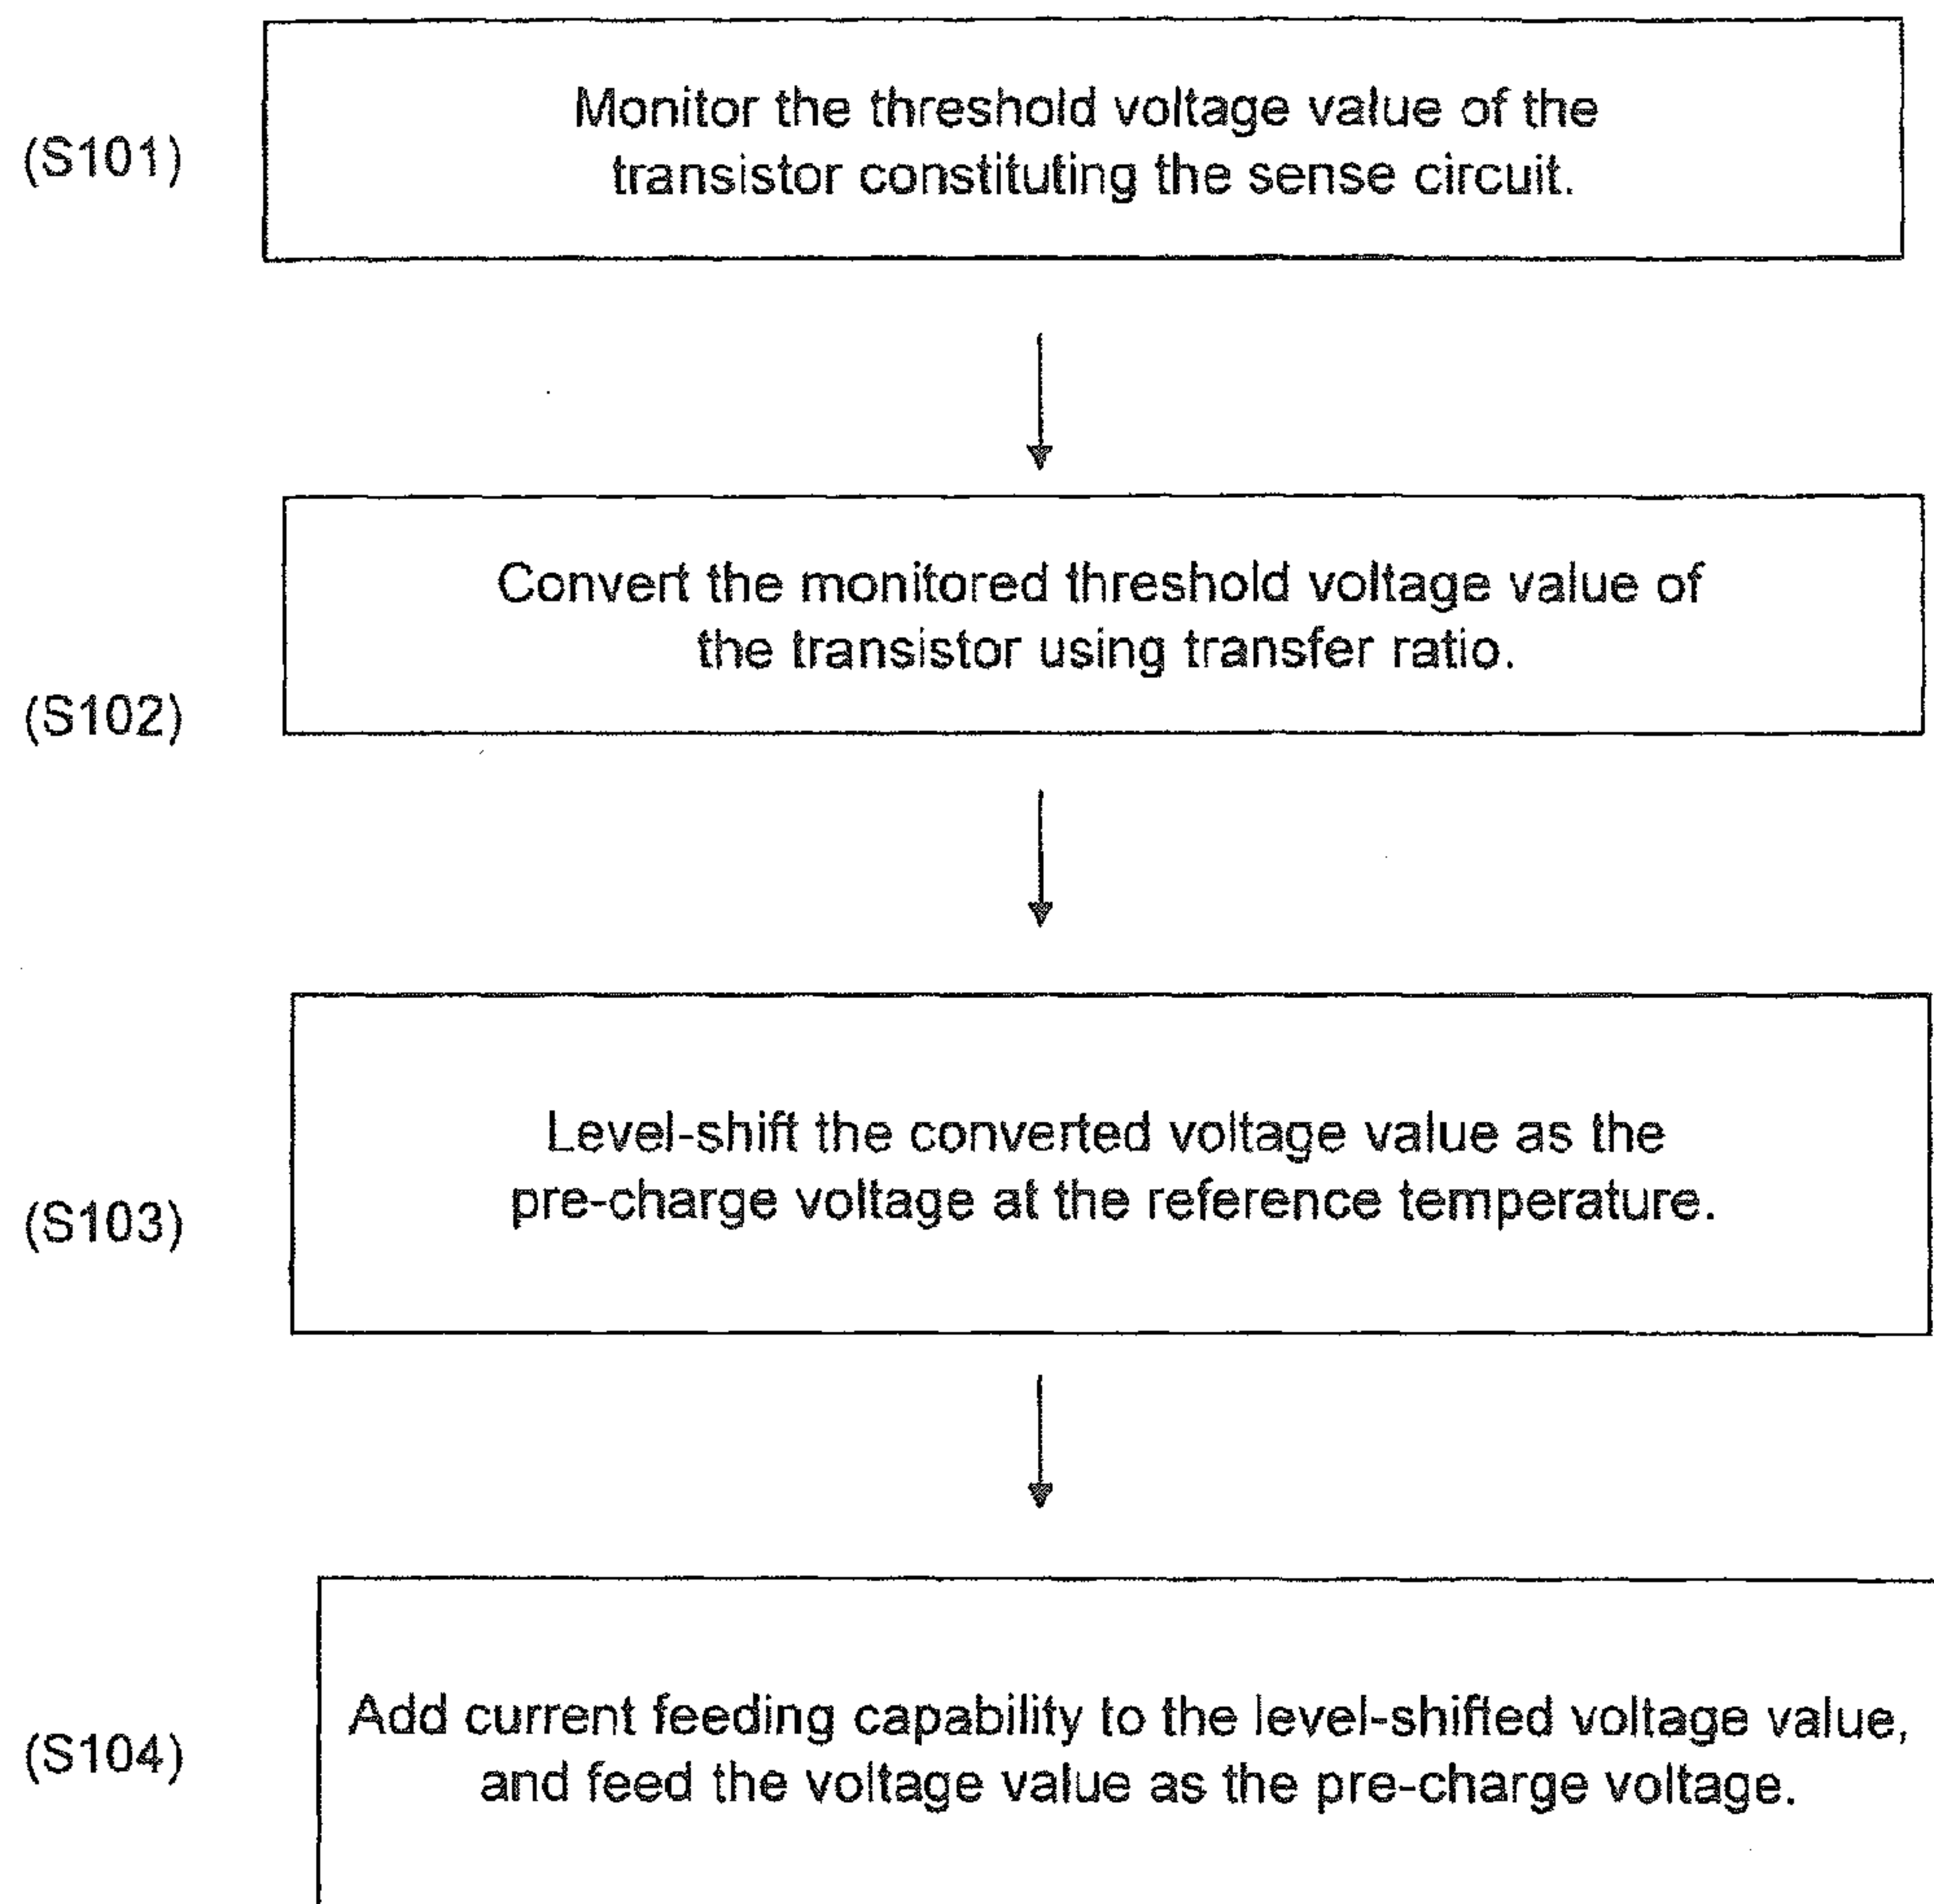 (S101)
Monitor the threshold voltage value of the
transistor constituting the sense circuit.
(S102)
Convert the monitored threshold voltage value of
the transistor using transfer ratio.
(S103)
Level-shift the converted voltage value as the
pre-charge voltage at the reference temperature.
(S104)
Add current feeding capability to the level-shifted voltage value,
and feed the voltage value as the pre-charge voltage.